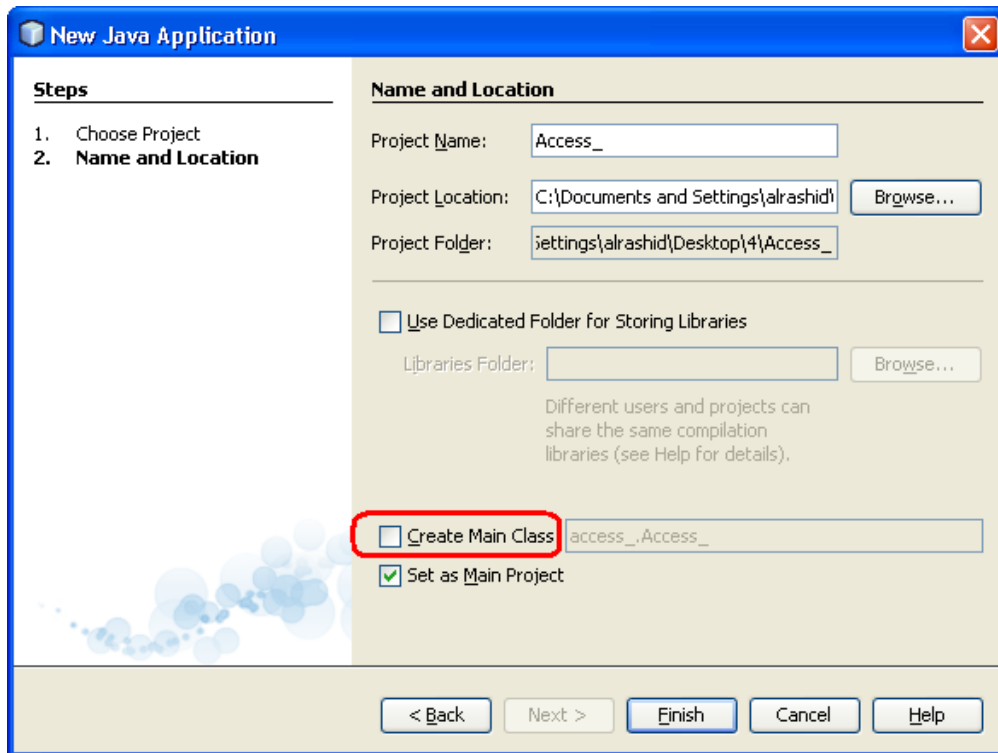 New Java Application
Steps
1. Choose Project
2. Name and Location
Name and Location
Project Name: Access_
Project Location: C:\Documents and Settings\alrashid\ Browse...
Project Folder: Settings\alrashid\Desktop\4\Access_
Use Dedicated Folder for Storing Libraries
Libraries Folder: Browse...
Different users and projects can
share the same compilation
libraries (see Help for details).
Create Main Class access_.Access_
Set as Main Project
< Back Next > Finish Cancel Help